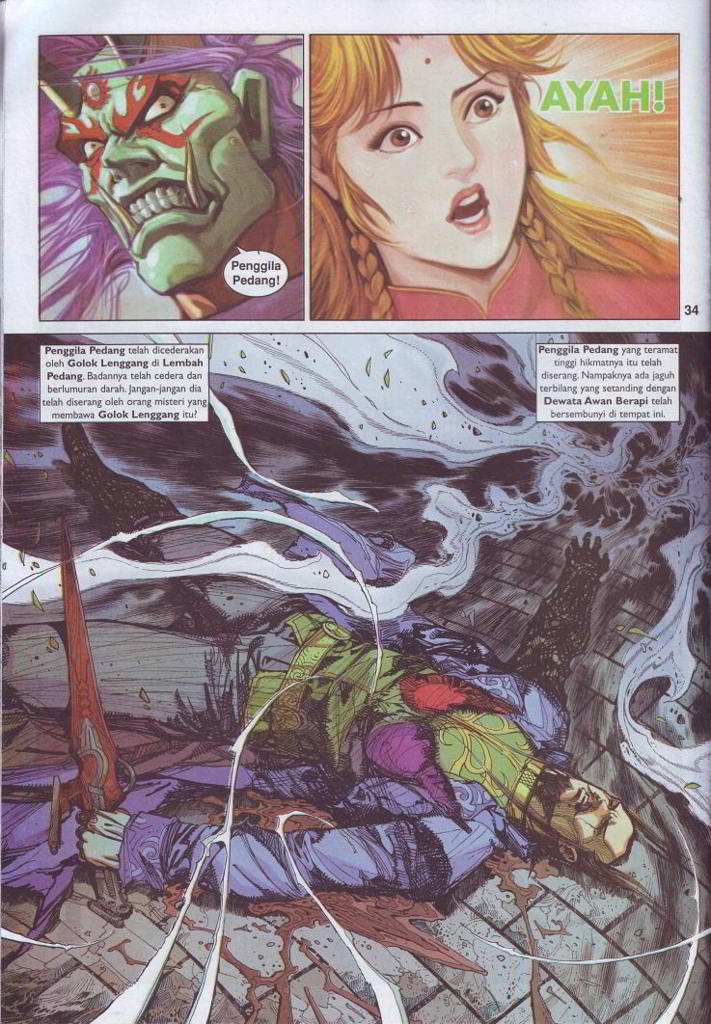 Penggila
Pedang!
AYAH!
34
Penggila Pedang telah dicederakan
oleh Golok Lenggang di Lembah
Pedang. Badannya telah cedera dan
berlumuran darah. Jangan-jangan dia
telah diserang oleh orang misteri yang
membawa Golok Lenggang itu?
Penggila Pedang yang teramat
tinggi hikmatnya itu telah
diserang. Nampaknya ada jaguh
terbilang yang setanding dengan
Dewata Awan Berapi telah
bersembunyi di tempat ini.